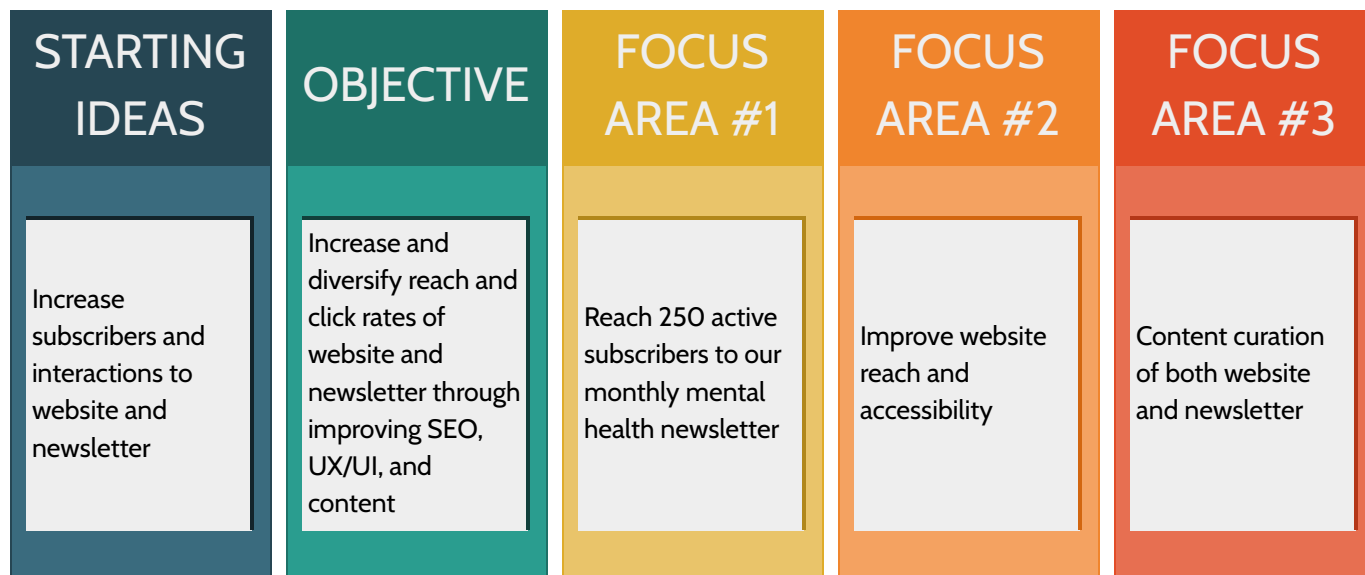 STARTING
IDEAS
Increase
subscribers and
interactions to
website and
newsletter
OBJECTIVE
Increase and
diversify reach and
click rates of
website and
newsletter through
improving SEO,
UX/UI, and
content
FOCUS
AREA #1
Reach 250 active
subscribers to our
monthly mental
health newsletter
FOCUS
AREA #2
Improve website
reach and
accessibility
FOCUS
AREA #3
Content curation
of both website
and newsletter